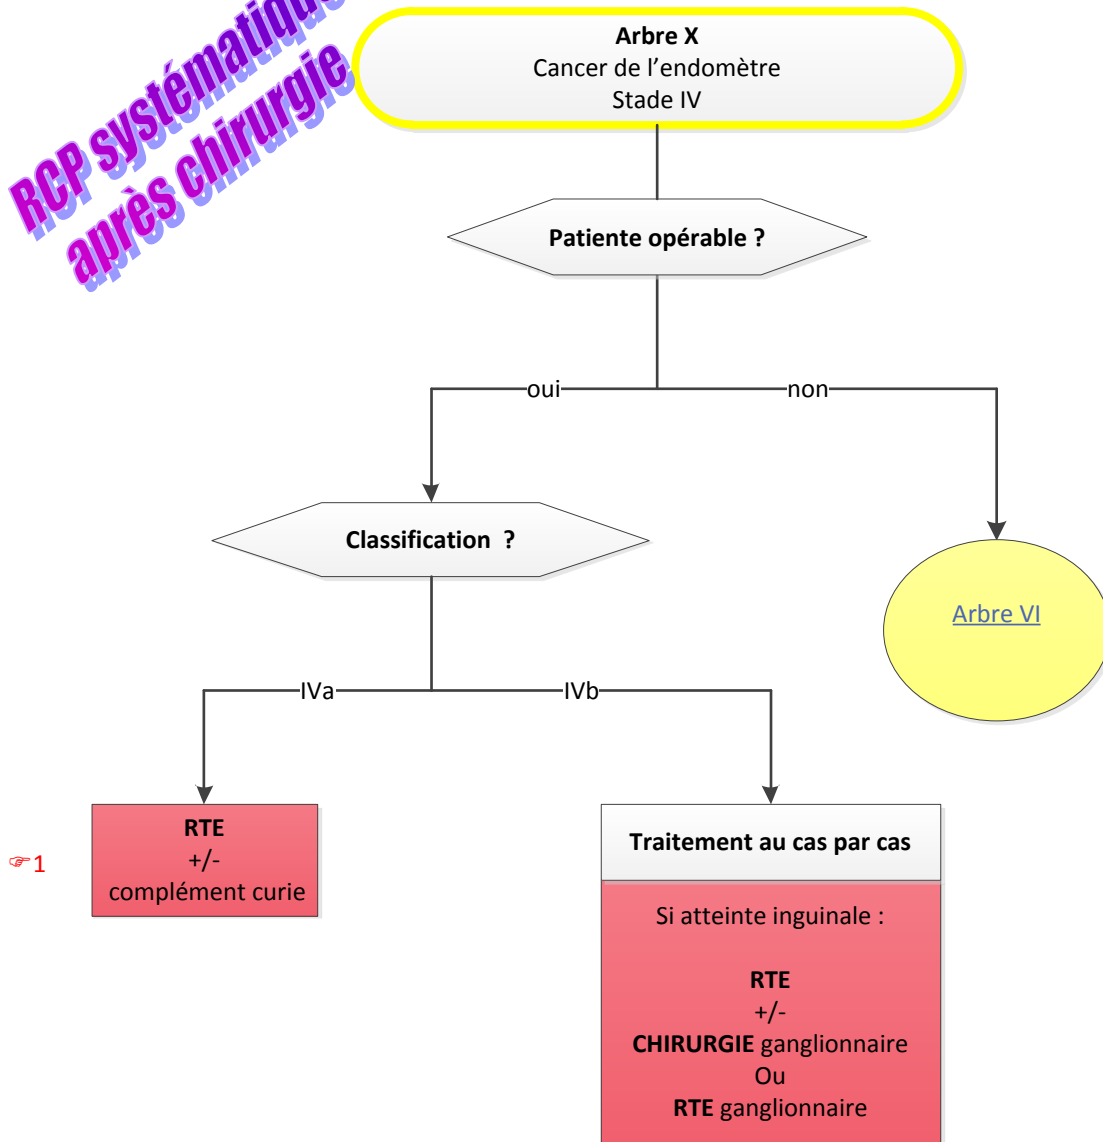 RCP systématique
après chirurgie
Arbre X
Cancer de l'endomètre
Stade IV
Patiente opérable ?
oui
non
Classification ?
Arbre VI
IVa
IVb
☞1
RTE
+/-
complément curie
Traitement au cas par cas
Si atteinte inguinale :
RTE
+/-
CHIRURGIE ganglionnaire
Ou
RTE ganglionnaire